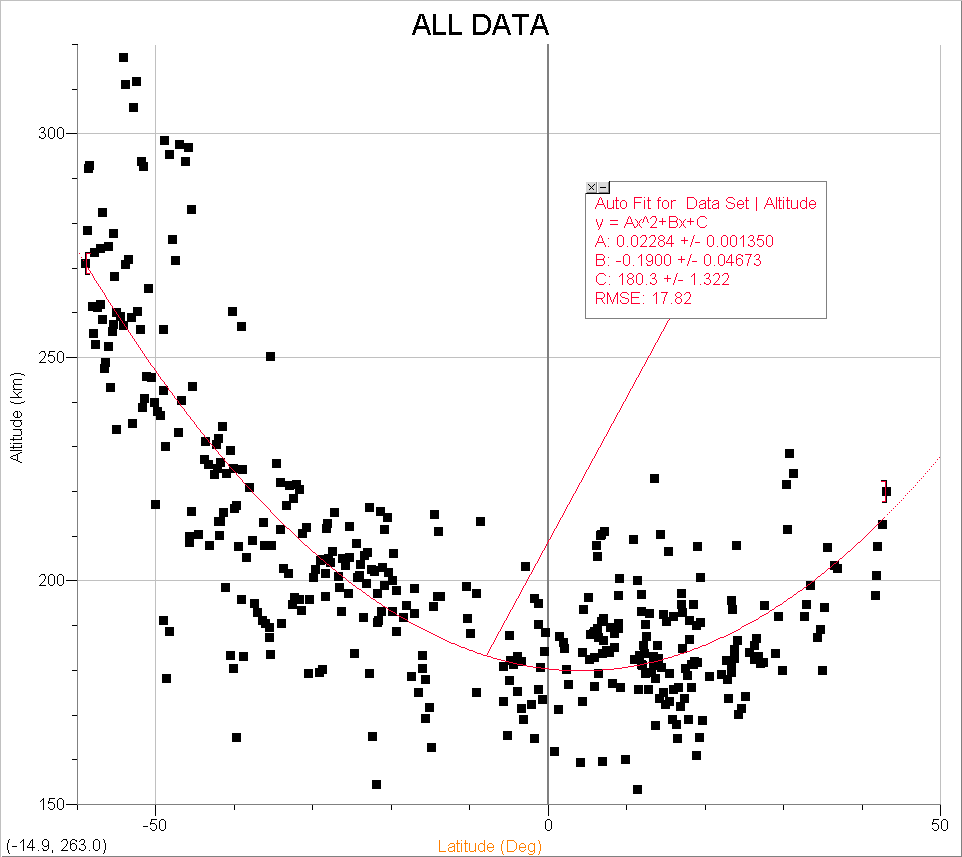 ALL DATA
300
250
200
150
Altitude (km)
Auto Fit for Data Set | Altitude
y = Ax^2+Bx+C
A: 0.02284 +/- 0.001350
B: -0.1900 +/- 0.04673
C: 180.3 +/- 1.322
RMSE: 17.82
-50
0
50
(-14.9, 263.0)
Latitude (Deg)